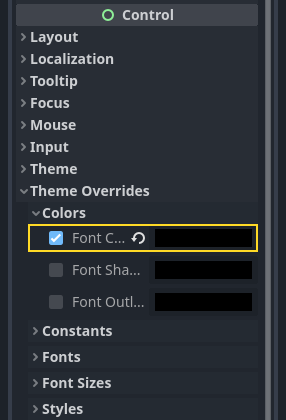 Control
Layout
Localization
Tooltip
Focus
Mouse
Input
Theme
Theme Overrides
Colors
Font C...
Font Sha...
Font Outl...
Constants
Fonts
Font Sizes
Styles